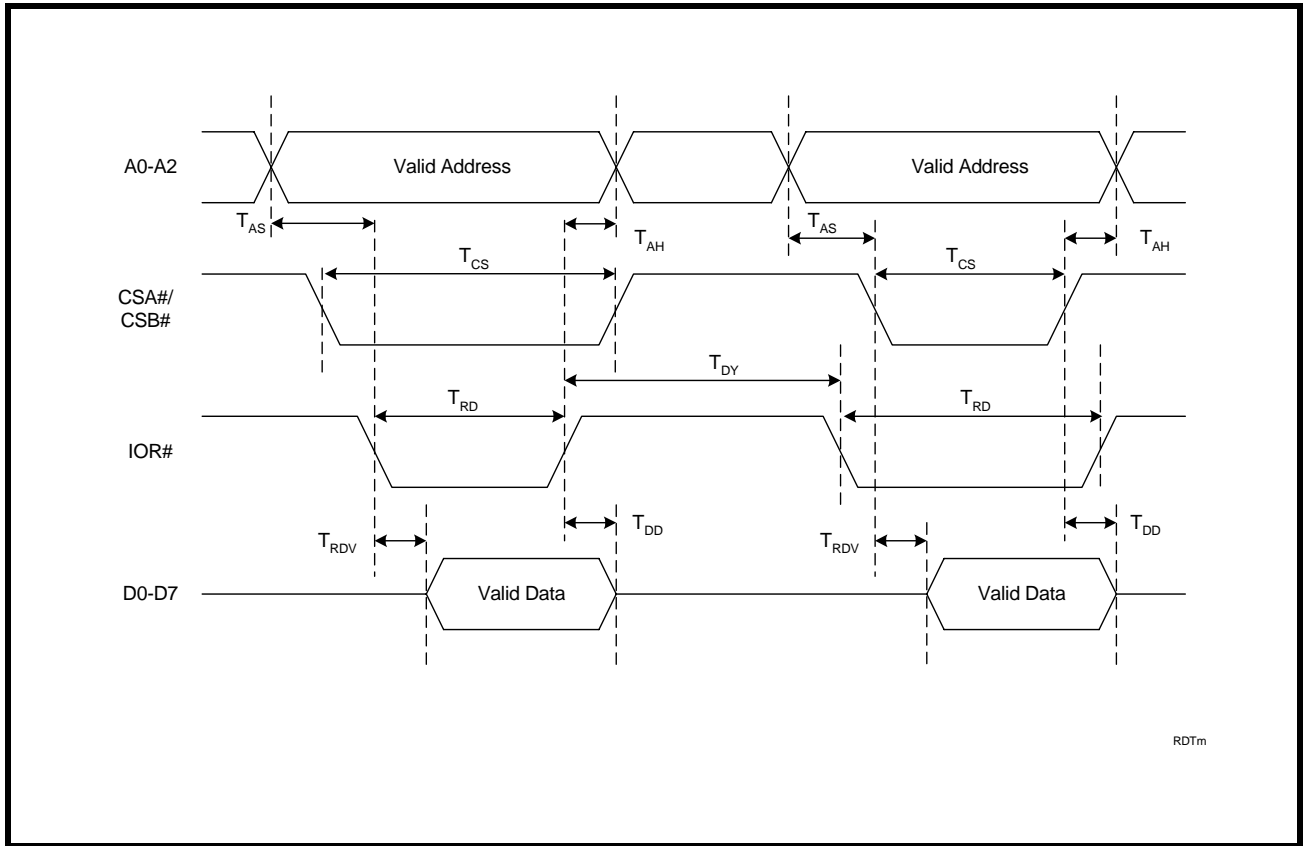 A0-A2
Valid Address
Valid Address
TAS
TAH
TAS
TAH
TCS
TCS
CSA#/
CSB#
TDY
TRD
TRD
IOR#
TRDV
TDD
TRDV
TDD
D0-D7
Valid Data
Valid Data
RDTm